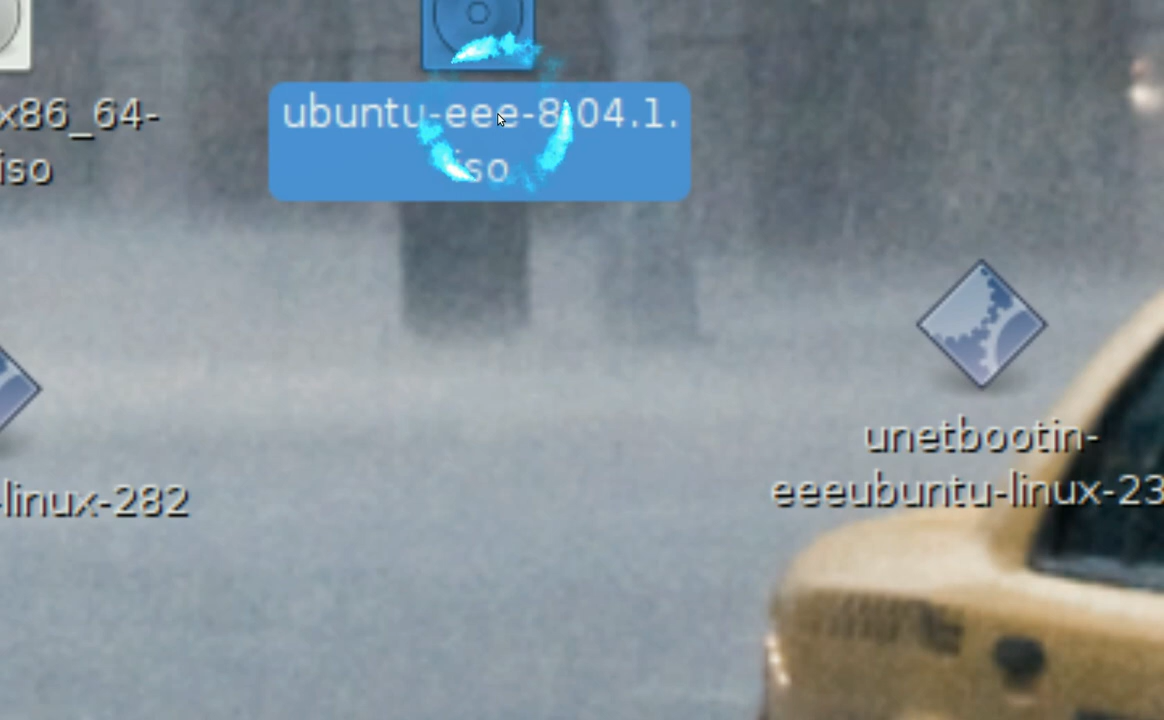 x86_64-
iso
ubuntu-eee-8.04.1.
iso
-linux-282
unetbootin-
eeeubuntu-linux-23